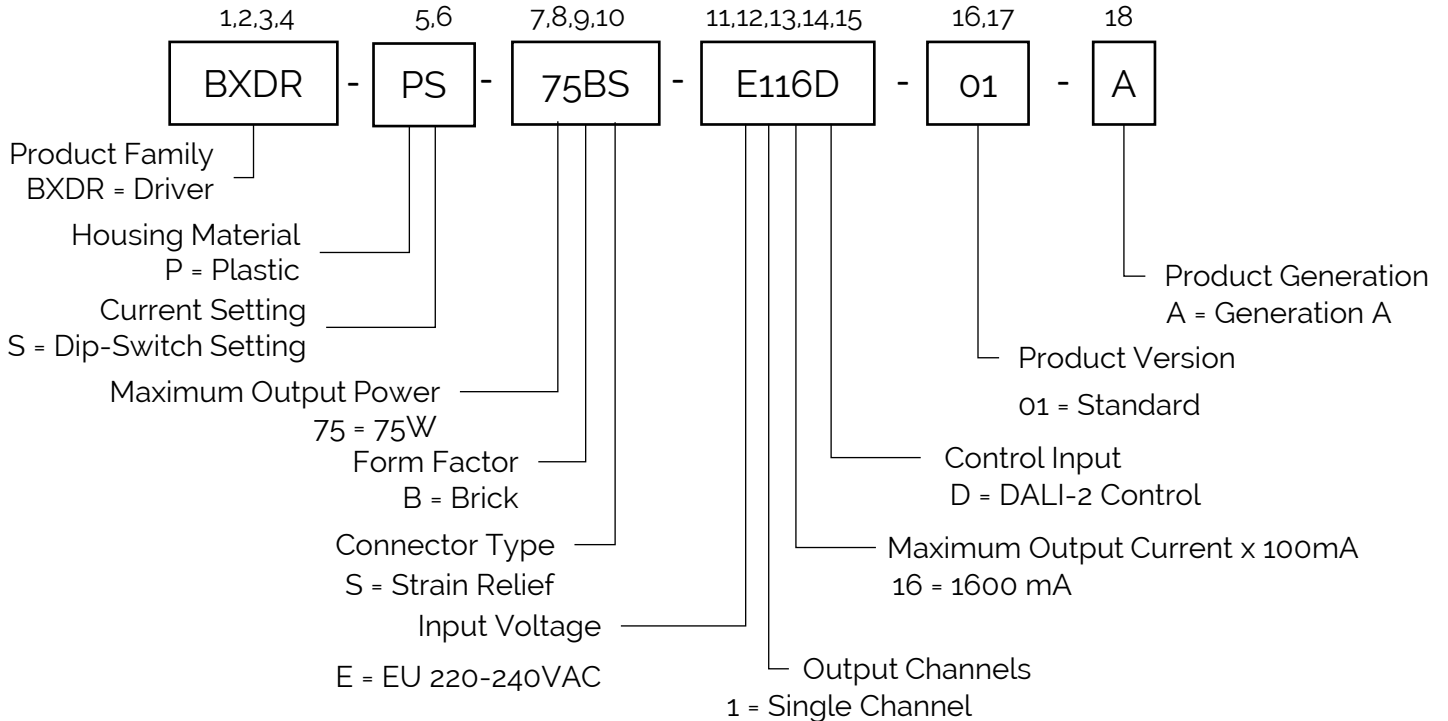 1,2,3,4 5,6 7,8,9,10 11,12,13,14,15 16,17 18
BXDR - PS - 75BS - E116D - 01 - A
Product Family
BXDR = Driver
Housing Material
P = Plastic
Current Setting
S = Dip-Switch Setting
Maximum Output Power
75 = 75W
Form Factor
B = Brick
Connector Type
S = Strain Relief
Input Voltage
E = EU 220-240VAC
Output Channels
1 = Single Channel
Maximum Output Current x 100mA
16 = 1600 mA
Control Input
D = DALI-2 Control
Product Version
01 = Standard
Product Generation
A = Generation A